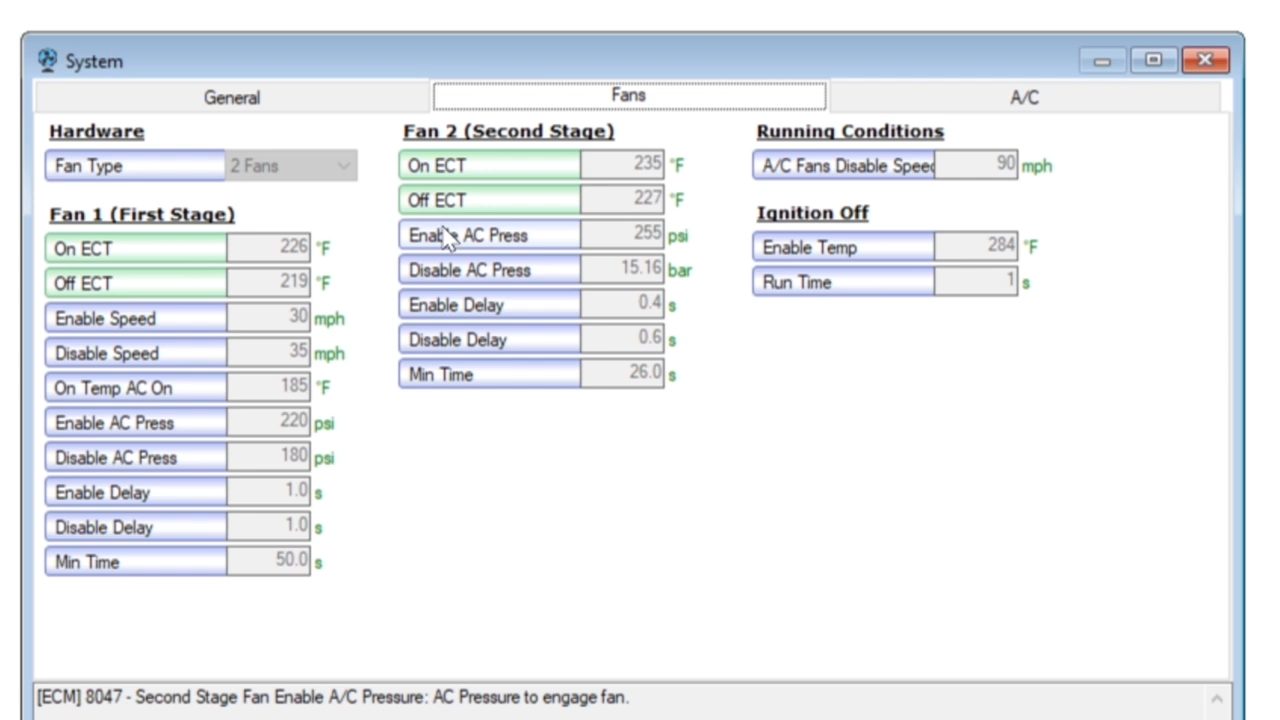 System
General
Fans
A/C
Hardware
Fan Type 2 Fans
Fan 1 (First Stage)
On ECT 226 °F
Off ECT 219 °F
Enable Speed 30 mph
Disable Speed 35 mph
On Temp AC On 185 °F
Enable AC Press 220 psi
Disable AC Press 180 psi
Enable Delay 1.0 s
Disable Delay 1.0 s
Min Time 50.0 s
Fan 2 (Second Stage)
On ECT 235 °F
Off ECT 227 °F
Enable AC Press 255 psi
Disable AC Press 15.16 bar
Enable Delay 0.4 s
Disable Delay 0.6 s
Min Time 26.0 s
Running Conditions
A/C Fans Disable Speed 90 mph
Ignition Off
Enable Temp 284 °F
Run Time 1 s
[ECM] 8047 - Second Stage Fan Enable A/C Pressure: AC Pressure to engage fan.